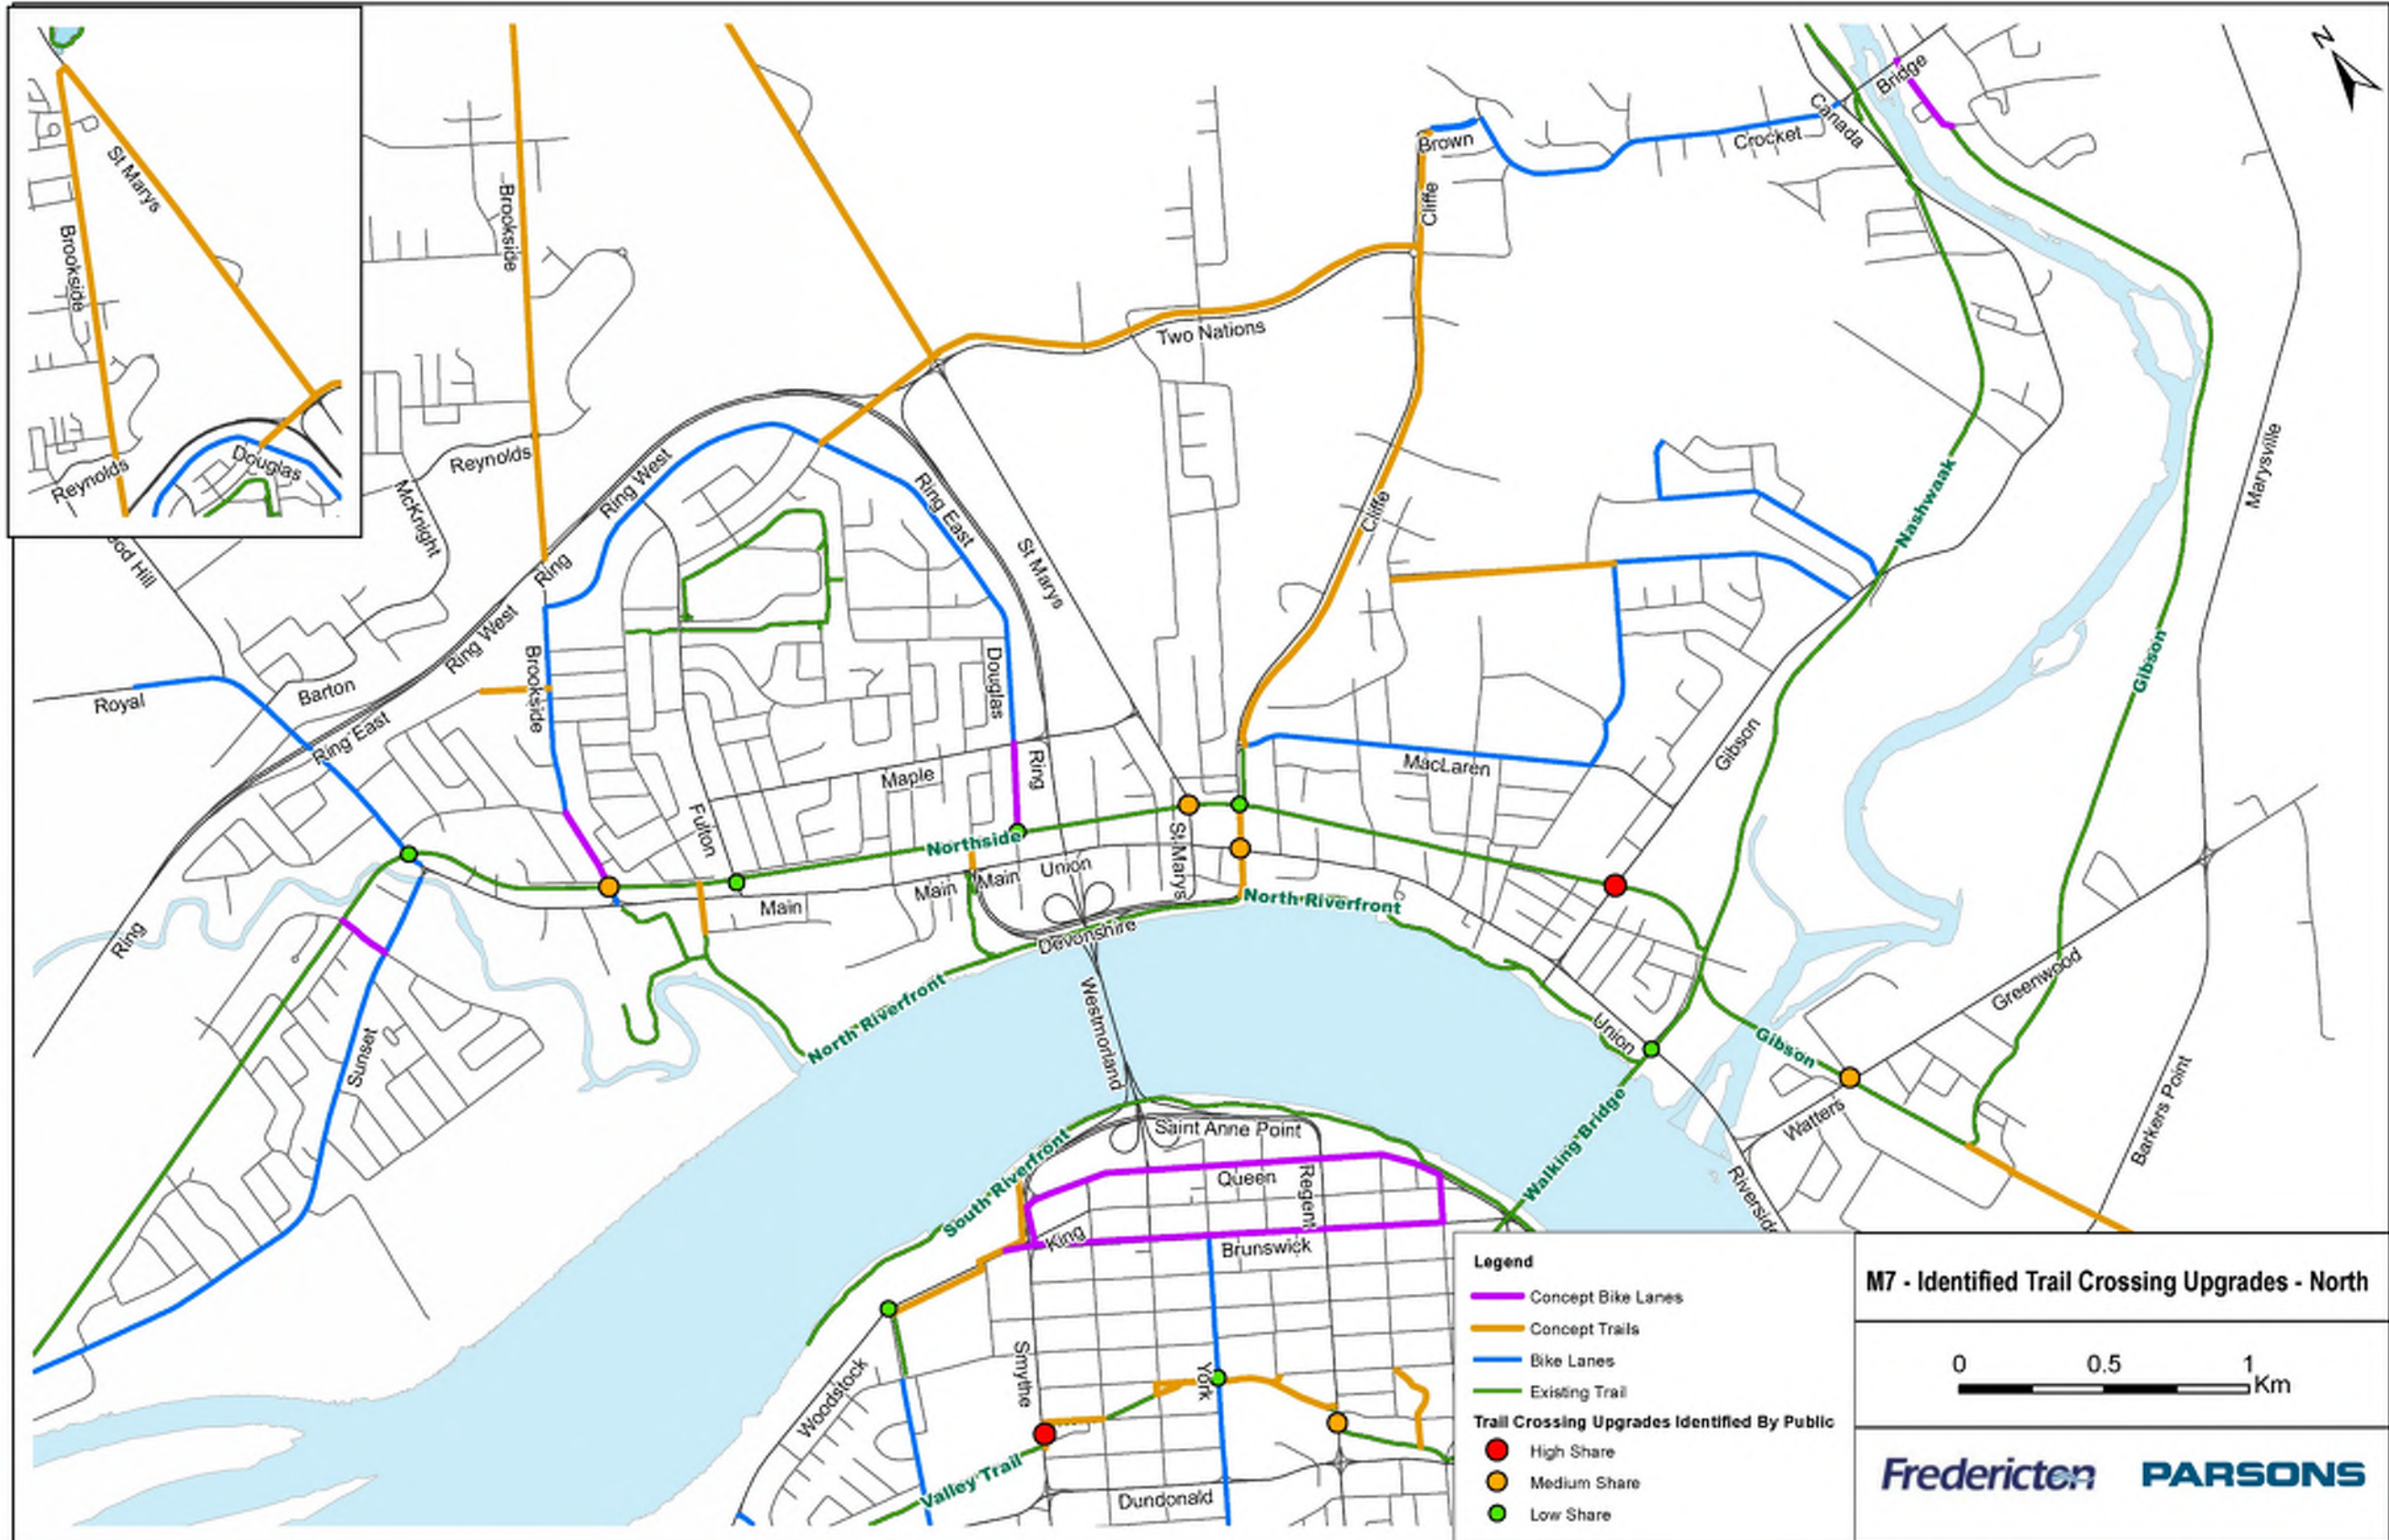 N
Bridge
Canada
Crocket
Brown
Cliffe
St Marys
Brookside
Brookside
Two Nations
Marysville
Douglas
Reynolds
Reynolds
McKnight
Ring West
Ring East
Nashwaak
Cliffe
St Marys
Ring
Ring West
Gibson
Brookside
Douglas
Barton
Royal
Ring East
Gibson
Ring
MacLaren
Maple
Fulton
Northside
St Marys
Union
Main
Main
Main
North Riverfront
Devonshire
Ring
Westmorland
North Riverfront
Greenwood
Union
Gibson
Sunset
Watters
Barkers Point
Walking Bridge
Riverside
Saint Anne Point
South Riverfront
Queen
Regent
King
Brunswick
Smythe
York
Woodstock
Valley Trail
Dundonald
Legend
Concept Bike Lanes
Concept Trails
Bike Lanes
Existing Trail
Trail Crossing Upgrades Identified By Public
High Share
Medium Share
Low Share
M7 - Identified Trail Crossing Upgrades - North
0 0.5 1
Km
Fredericton PARSONS